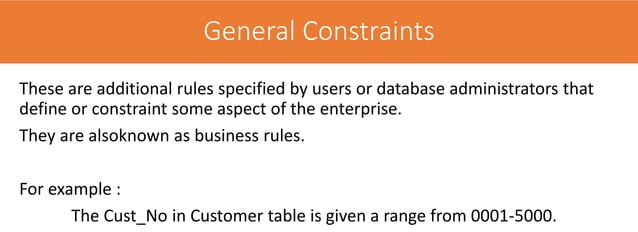 General Constraints
These are additional rules specified by users or database administrators that
define or constraint some aspect of the enterprise.
They are alsoknown as business rules.
For example :
The Cust_No in Customer table is given a range from 0001-5000.